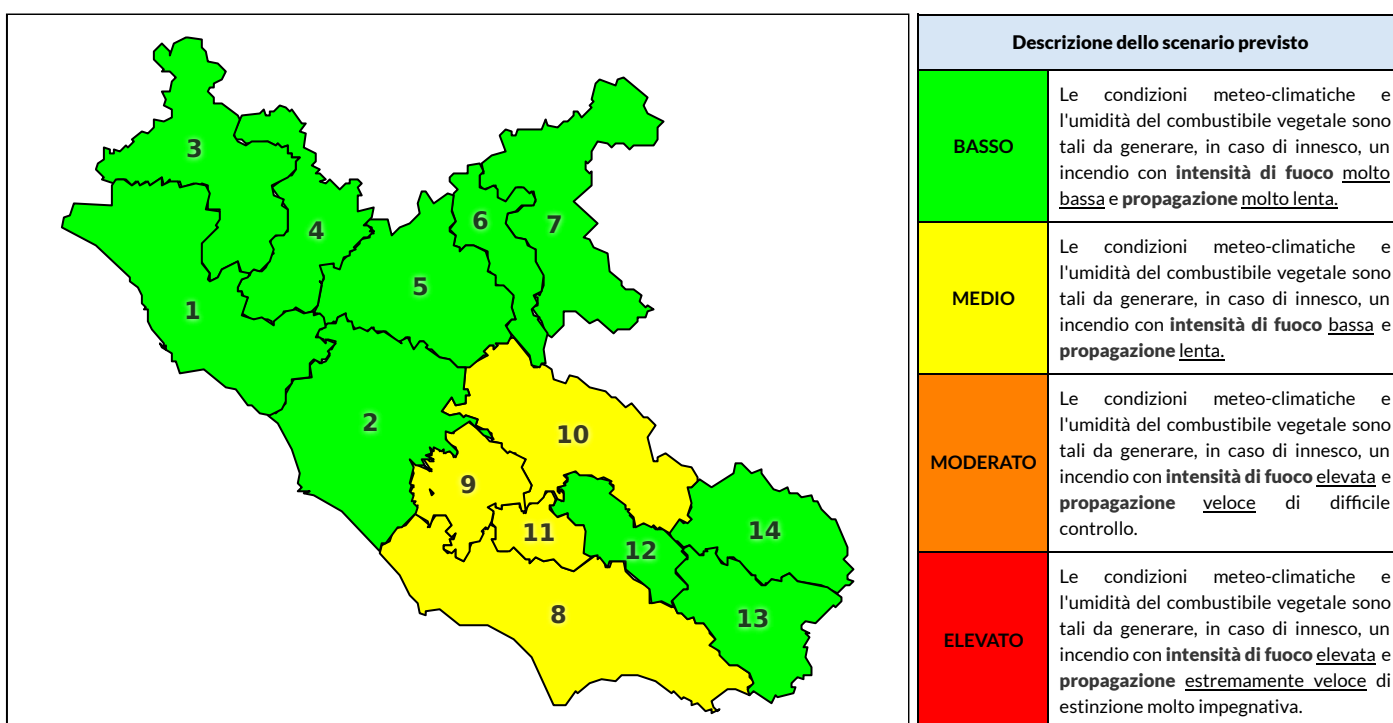 3
4
6
7
5
1
2
10
9
11
12
14
8
13
Descrizione dello scenario previsto
BASSO
Le condizioni meteo-climatiche e
l'umidità del combustibile vegetale sono
tali da generare, in caso di innesco, un
incendio con intensità di fuoco molto
bassa e propagazione molto lenta.
MEDIO
Le condizioni meteo-climatiche e
l'umidità del combustibile vegetale sono
tali da generare, in caso di innesco, un
incendio con intensità di fuoco bassa e
propagazione lenta.
MODERATO
Le condizioni meteo-climatiche e
l'umidità del combustibile vegetale sono
tali da generare, in caso di innesco, un
incendio con intensità di fuoco elevata e
propagazione veloce di difficile
controllo.
ELEVATO
Le condizioni meteo-climatiche e
l'umidità del combustibile vegetale sono
tali da generare, in caso di innesco, un
incendio con intensità di fuoco elevata e
propagazione estremamente veloce di
estinzione molto impegnativa.